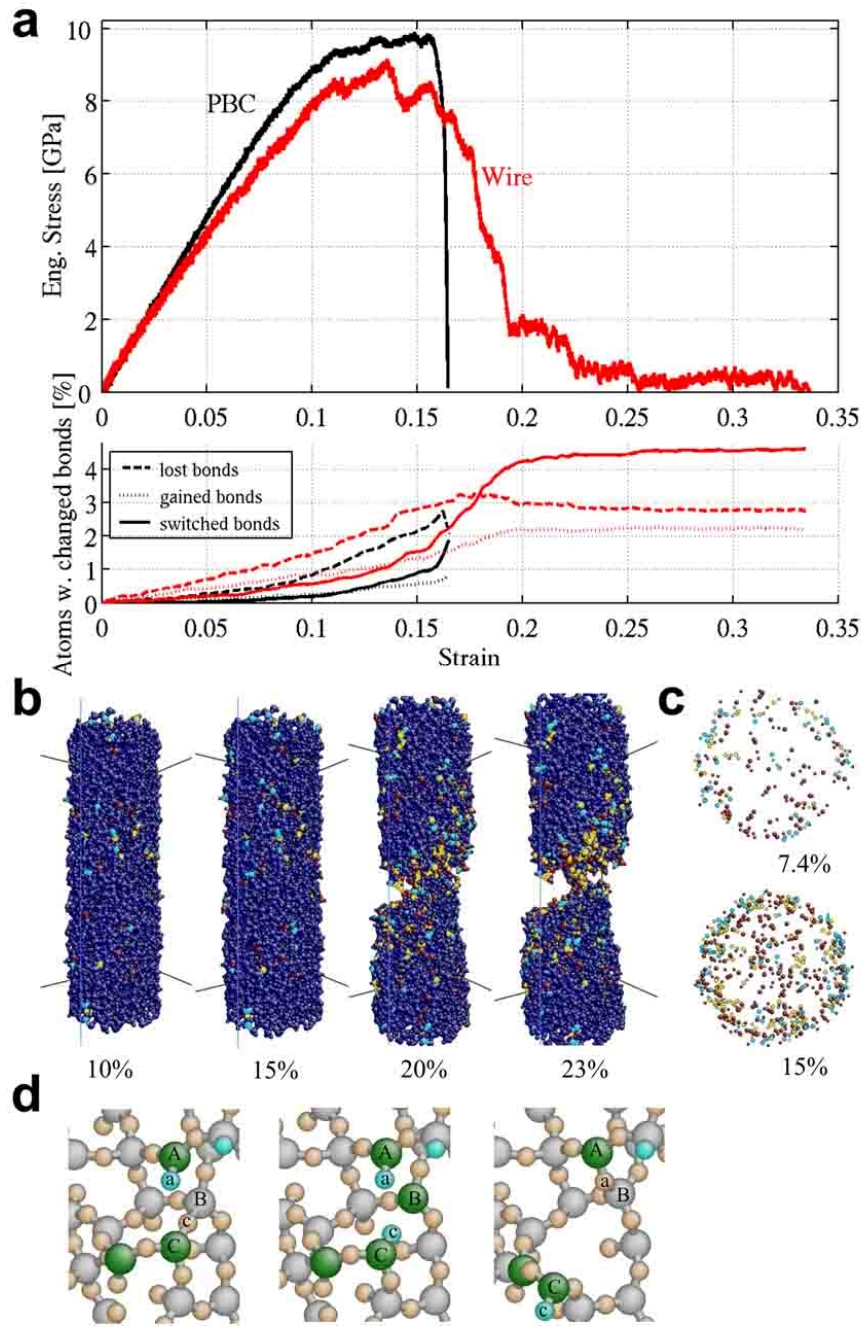 a
Eng. Stress [GPa]
10
8
6
4
2
0
PBC
Wire
0 0.05 0.1 0.15 0.2 0.25 0.3 0.35
Atoms w. changed bonds [%]
4
3
2
1
0
lost bonds
gained bonds
switched bonds
0 0.05 0.1 0.15 0.2 0.25 0.3 0.35
Strain
b
c
7.4%
10% 15% 20% 23% 15%
d
A A A
a a a
B B B
c c
C C C
c